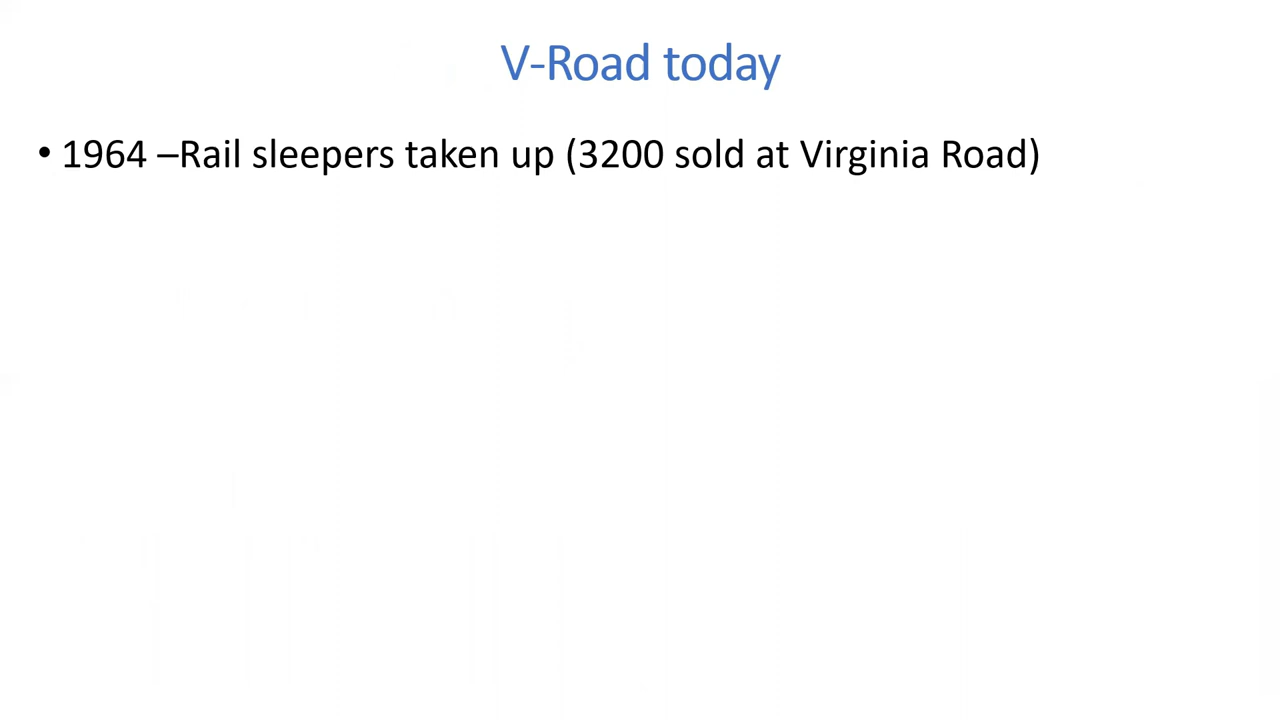 V-Road today
• 1964 –Rail sleepers taken up (3200 sold at Virginia Road)